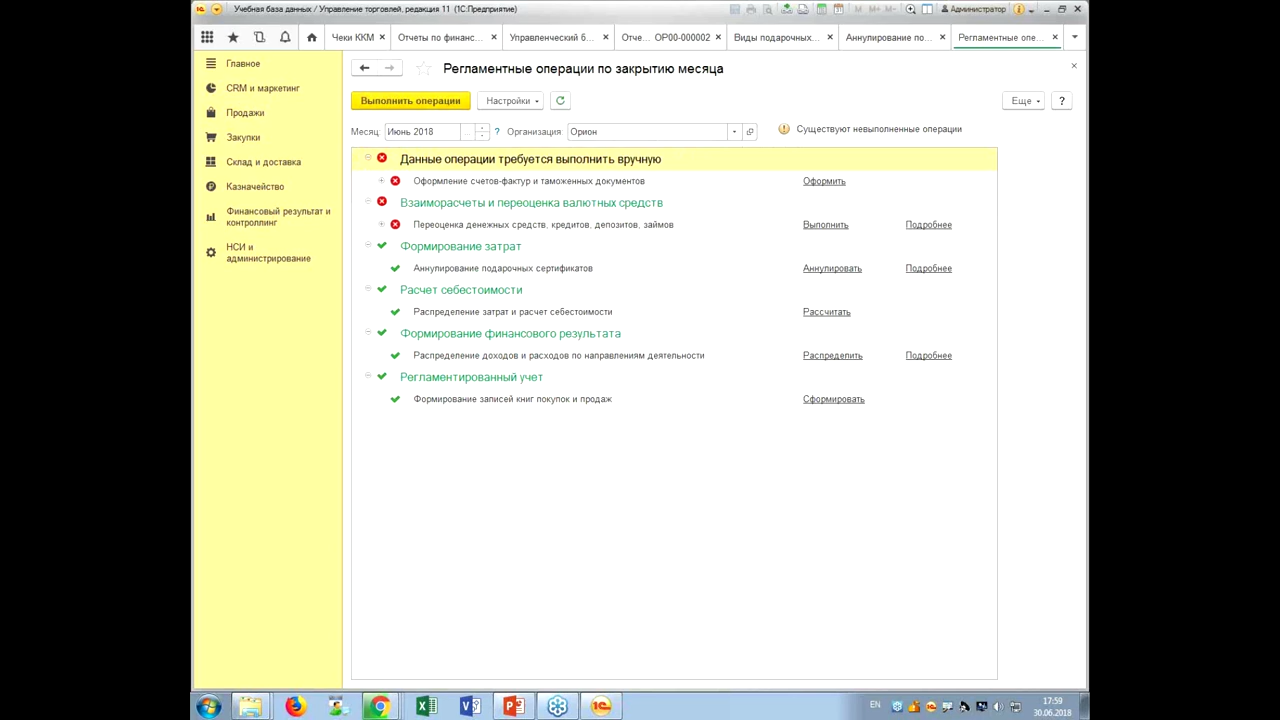 Учебная база данных / Управление торговлей, редакция 11 (1С:Предприятие)
M M+ M-
Администратор
Чеки ККМ
Отчеты по финанс...
Управленческий б...
Отче... ОР00-000002
Виды подарочных...
Аннулирование по...
Регламентные опе...
Главное
CRM и маркетинг
Продажи
Закупки
Склад и доставка
Казначейство
Финансовый результат и
контроллинг
НСИ и
администрирование
Регламентные операции по закрытию месяца
Выполнить операции
Настройки
Еще
?
Месяц: Июнь 2018 ... ? Организация: Орион
Существуют невыполненные операции
Данные операции требуется выполнить вручную
Оформление счетов-фактур и таможенных документов Оформить
Взаиморасчеты и переоценка валютных средств
Переоценка денежных средств, кредитов, депозитов, займов Выполнить Подробнее
Формирование затрат
Аннулирование подарочных сертификатов Аннулировать Подробнее
Расчет себестоимости
Распределение затрат и расчет себестоимости Рассчитать
Формирование финансового результата
Распределение доходов и расходов по направлениям деятельности Распределить Подробнее
Регламентированный учет
Формирование записей книг покупок и продаж Сформировать
EN
17:59
30.06.2018